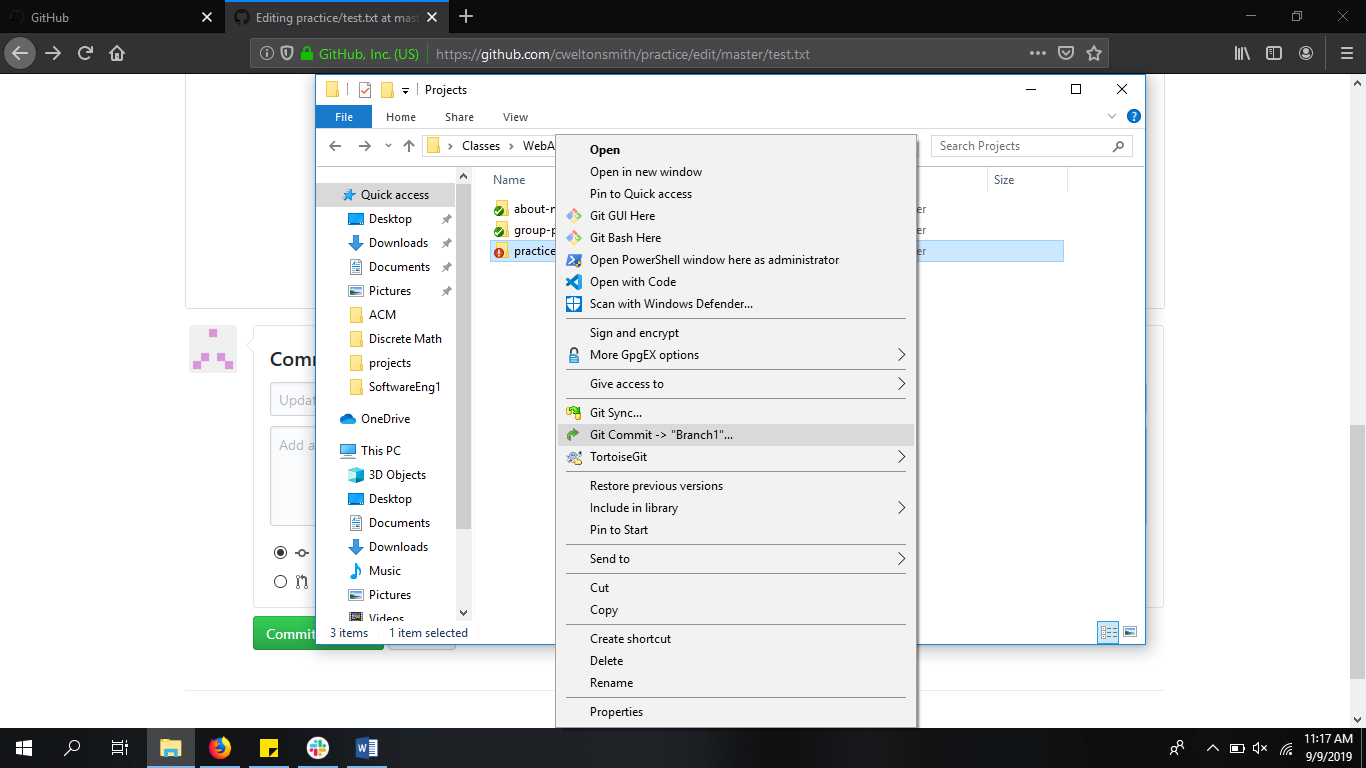 GitHub
Editing practice/test.txt at mast
GitHub, Inc. (US)
https://github.com/cweltonsmith/practice/edit/master/test.txt
Projects
File Home Share View
Classes WebA
Search Projects
Name Size
Quick access
Desktop
Downloads
Documents
Pictures
ACM
Discrete Math
projects
SoftwareEng1
OneDrive
This PC
3D Objects
Desktop
Documents
Downloads
Music
Pictures
Videos
about-m
group-p
practice
er
er
er
Open
Open in new window
Pin to Quick access
Git GUI Here
Git Bash Here
Open PowerShell window here as administrator
Open with Code
Scan with Windows Defender...
Sign and encrypt
More GpgEX options
Give access to
Git Sync...
Git Commit -> "Branch1"...
TortoiseGit
Restore previous versions
Include in library
Pin to Start
Send to
Cut
Copy
Create shortcut
Delete
Rename
Properties
3 items 1 item selected
Comm
Updat
Add a
Commit
11:17 AM
9/9/2019